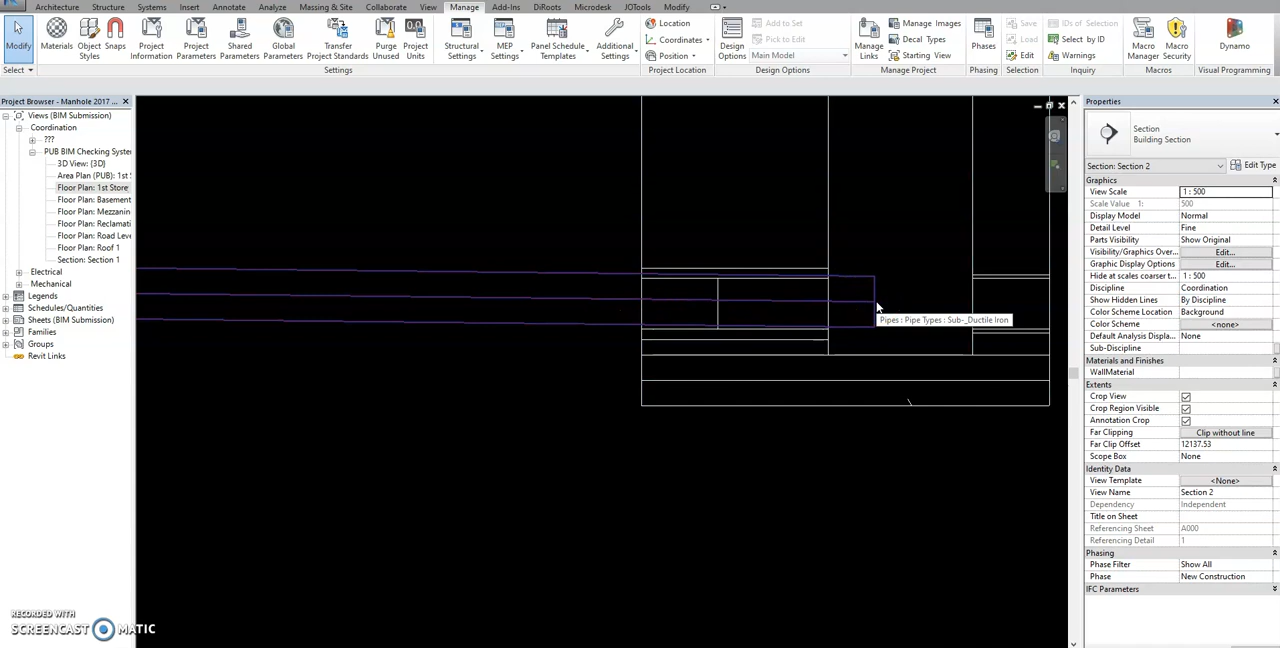 Architecture Structure Systems Insert Annotate Analyze Massing & Site Collaborate View Manage Add-Ins DiRoots Microdesk JOTools Modify
Modify
Materials
Object Styles
Snaps
Project Information
Project Parameters
Shared Parameters
Global Parameters
Transfer Project Standards
Purge Unused
Project Units
Structural Settings
MEP Settings
Panel Schedule Templates
Additional Settings
Location
Coordinates
Position
Design Options
Add to Set
Pick to Edit
Main Model
Manage Links
Manage Images
Decal Types
Starting View
Phases
Save
Load
Edit
IDs of Selection
Select by ID
Warnings
Macro Manager
Macro Security
Dynamo
Select Settings Project Location Design Options Manage Project Phasing Selection Inquiry Macros Visual Programming
Project Browser - Manhole 2017 ...
Views (BIM Submission)
Coordination
???
PUB BIM Checking Syste
3D View: {3D}
Area Plan (PUB): 1st
Floor Plan: 1st Store
Floor Plan: Basemen
Floor Plan: Mezzani
Floor Plan: Reclamati
Floor Plan: Road Leve
Floor Plan: Roof 1
Section: Section 1
Electrical
Mechanical
Legends
Schedules/Quantities
Sheets (BIM Submission)
Families
Groups
Revit Links
Pipes : Pipe Types : Sub-_Ductile Iron
Properties
Section
Building Section
Section: Section 2 Edit Type
Graphics
View Scale 1 : 500
Scale Value 1: 500
Display Model Normal
Detail Level Fine
Parts Visibility Show Original
Visibility/Graphics Over... Edit...
Graphic Display Options Edit...
Hide at scales coarser t... 1 : 500
Discipline Coordination
Show Hidden Lines By Discipline
Color Scheme Location Background
Color Scheme <none>
Default Analysis Displa... None
Sub-Discipline
Materials and Finishes
WallMaterial
Extents
Crop View
Crop Region Visible
Annotation Crop
Far Clipping Clip without line
Far Clip Offset 12137.53
Scope Box None
Identity Data
View Template <None>
View Name Section 2
Dependency Independent
Title on Sheet
Referencing Sheet A000
Referencing Detail 1
Phasing
Phase Filter Show All
Phase New Construction
IFC Parameters
RECORDED WITH
SCREENCAST MATIC